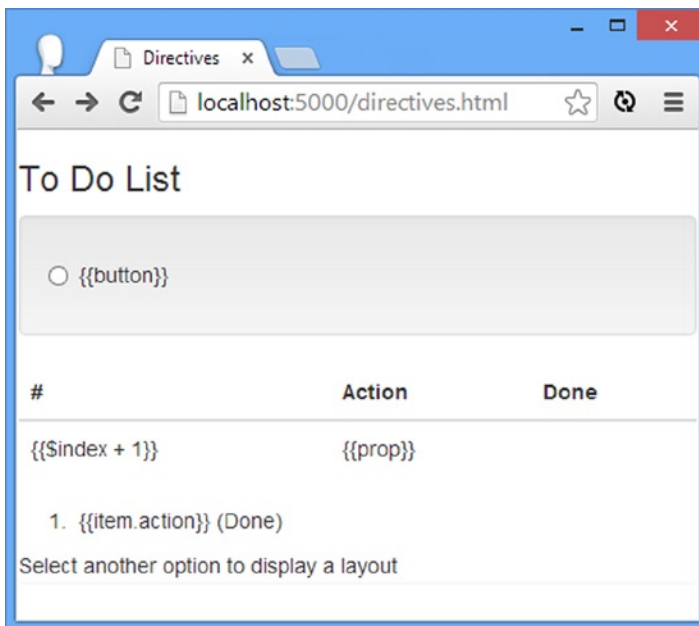 Directives
localhost:5000/directives.html
To Do List
{{button}}
# Action Done
{{$index + 1}} {{prop}}
1. {{item.action}} (Done)
Select another option to display a layout